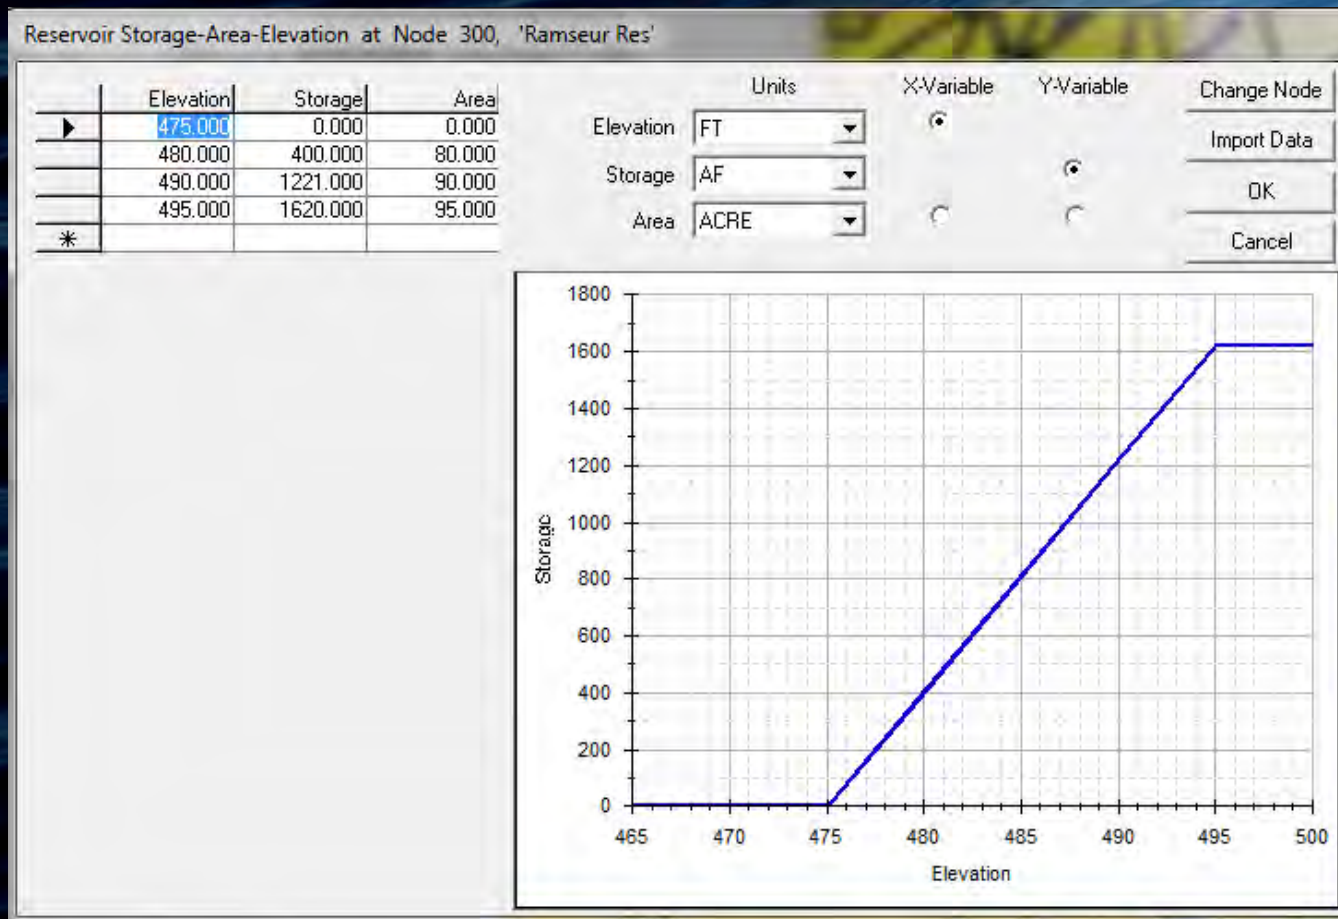 Reservoir Storage-Area-Elevation at Node 300, 'Ramseur Res'
Elevation Storage Area
475.000 0.000 0.000
480.000 400.000 80.000
490.000 1221.000 90.000
495.000 1620.000 95.000
*
Units X-Variable Y-Variable
Elevation FT
Storage AF
Area ACRE
Change Node
Import Data
OK
Cancel
1800
1600
1400
1200
1000
800
600
400
200
0
Storage
465 470 475 480 485 490 495 500
Elevation